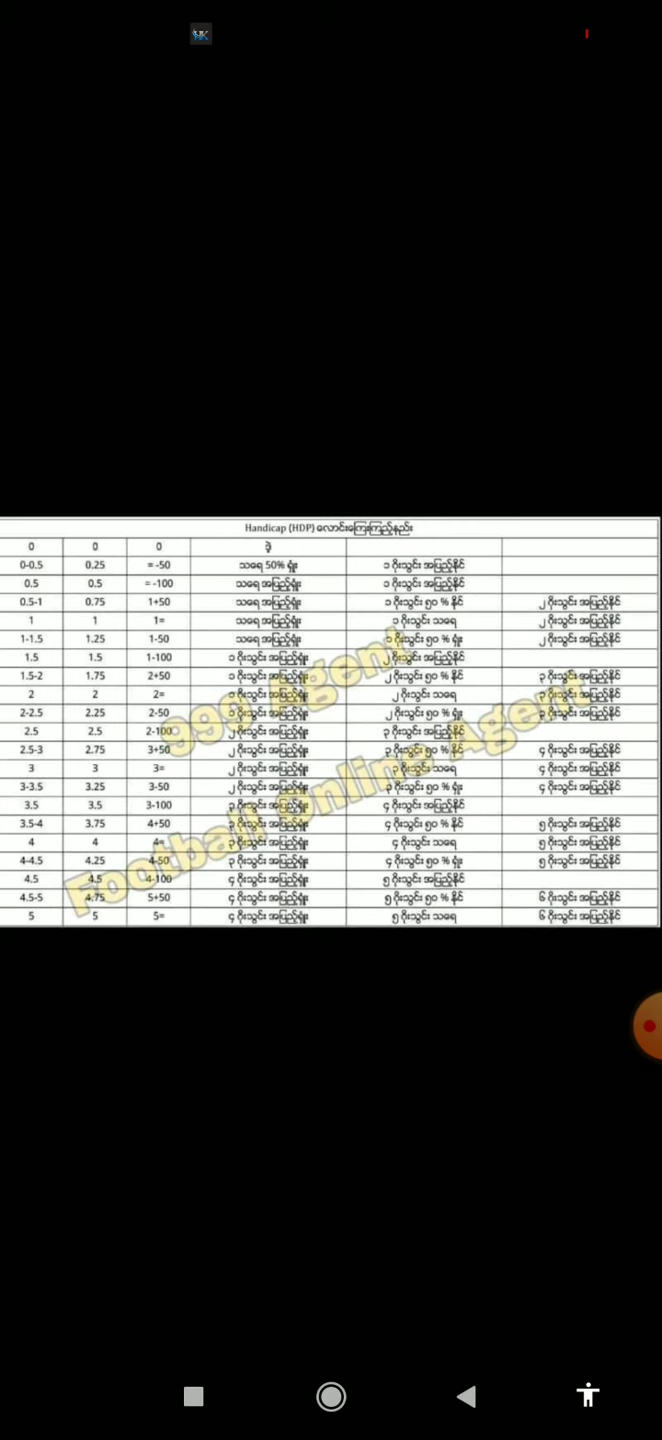 HK
Handicap (HDP) လောင်းကြေးကြည့်နည်း
0 0 0 ခွဲ
0-0.5 0.25 = -50 သရေ 50% ရှုံး ၁ ဂိုးသွင်း အပြည့်နိုင်
0.5 0.5 = -100 သရေ အပြည့်ရှုံး ၁ ဂိုးသွင်း အပြည့်နိုင်
0.5-1 0.75 1+50 သရေ အပြည့်ရှုံး ၁ ဂိုးသွင်း ၅၀ % နိုင် ၂ ဂိုးသွင်း အပြည့်နိုင်
1 1 1= သရေ အပြည့်ရှုံး ၁ ဂိုးသွင်း သရေ ၂ ဂိုးသွင်း အပြည့်နိုင်
1-1.5 1.25 1-50 သရေ အပြည့်ရှုံး ၁ ဂိုးသွင်း ၅၀ % ရှုံး ၂ ဂိုးသွင်း အပြည့်နိုင်
1.5 1.5 1-100 ၁ ဂိုးသွင်း အပြည့်ရှုံး ၂ ဂိုးသွင်း အပြည့်နိုင်
1.5-2 1.75 2+50 ၁ ဂိုးသွင်း အပြည့်ရှုံး ၂ ဂိုးသွင်း ၅၀ % နိုင် ၃ ဂိုးသွင်း အပြည့်နိုင်
2 2 2= ၁ ဂိုးသွင်း အပြည့်ရှုံး ၂ ဂိုးသွင်း သရေ ၃ ဂိုးသွင်း အပြည့်နိုင်
2-2.5 2.25 2-50 ၁ ဂိုးသွင်း အပြည့်ရှုံး ၂ ဂိုးသွင်း ၅၀ % ရှုံး ၃ ဂိုးသွင်း အပြည့်နိုင်
2.5 2.5 2-100 ၂ ဂိုးသွင်း အပြည့်ရှုံး ၃ ဂိုးသွင်း အပြည့်နိုင်
2.5-3 2.75 3+50 ၂ ဂိုးသွင်း အပြည့်ရှုံး ၃ ဂိုးသွင်း ၅၀ % နိုင် ၄ ဂိုးသွင်း အပြည့်နိုင်
3 3 3= ၂ ဂိုးသွင်း အပြည့်ရှုံး ၃ ဂိုးသွင်း သရေ ၄ ဂိုးသွင်း အပြည့်နိုင်
3-3.5 3.25 3-50 ၂ ဂိုးသွင်း အပြည့်ရှုံး ၃ ဂိုးသွင်း ၅၀ % ရှုံး ၄ ဂိုးသွင်း အပြည့်နိုင်
3.5 3.5 3-100 ၃ ဂိုးသွင်း အပြည့်ရှုံး ၄ ဂိုးသွင်း အပြည့်နိုင်
3.5-4 3.75 4+50 ၃ ဂိုးသွင်း အပြည့်ရှုံး ၄ ဂိုးသွင်း ၅၀ % နိုင် ၅ ဂိုးသွင်း အပြည့်နိုင်
4 4 4= ၃ ဂိုးသွင်း အပြည့်ရှုံး ၄ ဂိုးသွင်း သရေ ၅ ဂိုးသွင်း အပြည့်နိုင်
4-4.5 4.25 4-50 ၃ ဂိုးသွင်း အပြည့်ရှုံး ၄ ဂိုးသွင်း ၅၀ % ရှုံး ၅ ဂိုးသွင်း အပြည့်နိုင်
4.5 4.5 4-100 ၄ ဂိုးသွင်း အပြည့်ရှုံး ၅ ဂိုးသွင်း အပြည့်နိုင်
4.5-5 4.75 5+50 ၄ ဂိုးသွင်း အပြည့်ရှုံး ၅ ဂိုးသွင်း ၅၀ % နိုင် ၆ ဂိုးသွင်း အပြည့်နိုင်
5 5 5= ၄ ဂိုးသွင်း အပြည့်ရှုံး ၅ ဂိုးသွင်း သရေ ၆ ဂိုးသွင်း အပြည့်နိုင်
999 Agent
Football Online Agent